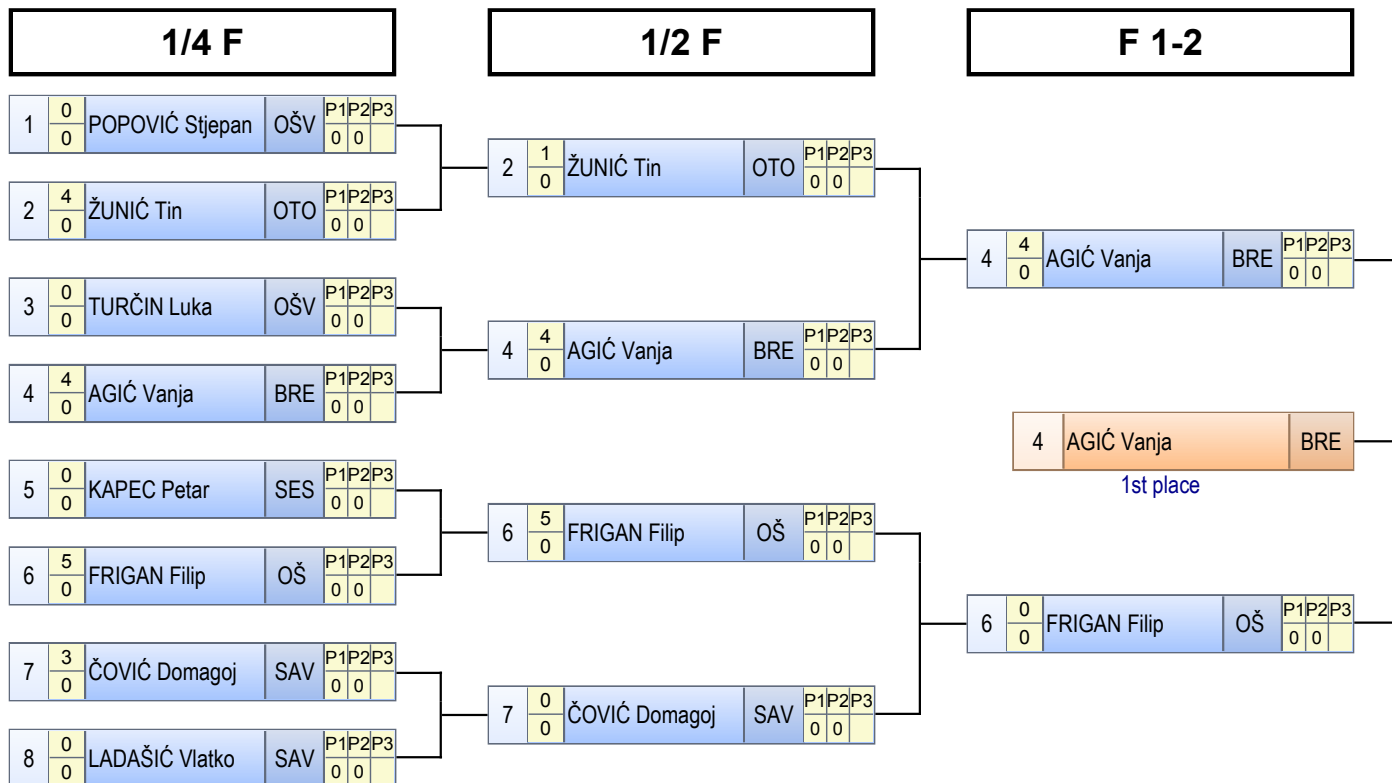 1/4 F
1/2 F
F 1-2
1 0 POPOVIĆ Stjepan OŠV P1 P2 P3
0 0 0
2 4 ŽUNIĆ Tin OTO P1 P2 P3
0 0 0
3 0 TURČIN Luka OŠV P1 P2 P3
0 0 0
4 4 AGIĆ Vanja BRE P1 P2 P3
0 0 0
5 0 KAPEC Petar SES P1 P2 P3
0 0 0
6 5 FRIGAN Filip OŠ P1 P2 P3
0 0 0
7 3 ČOVIĆ Domagoj SAV P1 P2 P3
0 0 0
8 0 LADAŠIĆ Vlatko SAV P1 P2 P3
0 0 0
2 1 ŽUNIĆ Tin OTO P1 P2 P3
0 0 0
4 4 AGIĆ Vanja BRE P1 P2 P3
0 0 0
6 5 FRIGAN Filip OŠ P1 P2 P3
0 0 0
7 0 ČOVIĆ Domagoj SAV P1 P2 P3
0 0 0
4 4 AGIĆ Vanja BRE P1 P2 P3
0 0 0
4 AGIĆ Vanja BRE
1st place
6 0 FRIGAN Filip OŠ P1 P2 P3
0 0 0